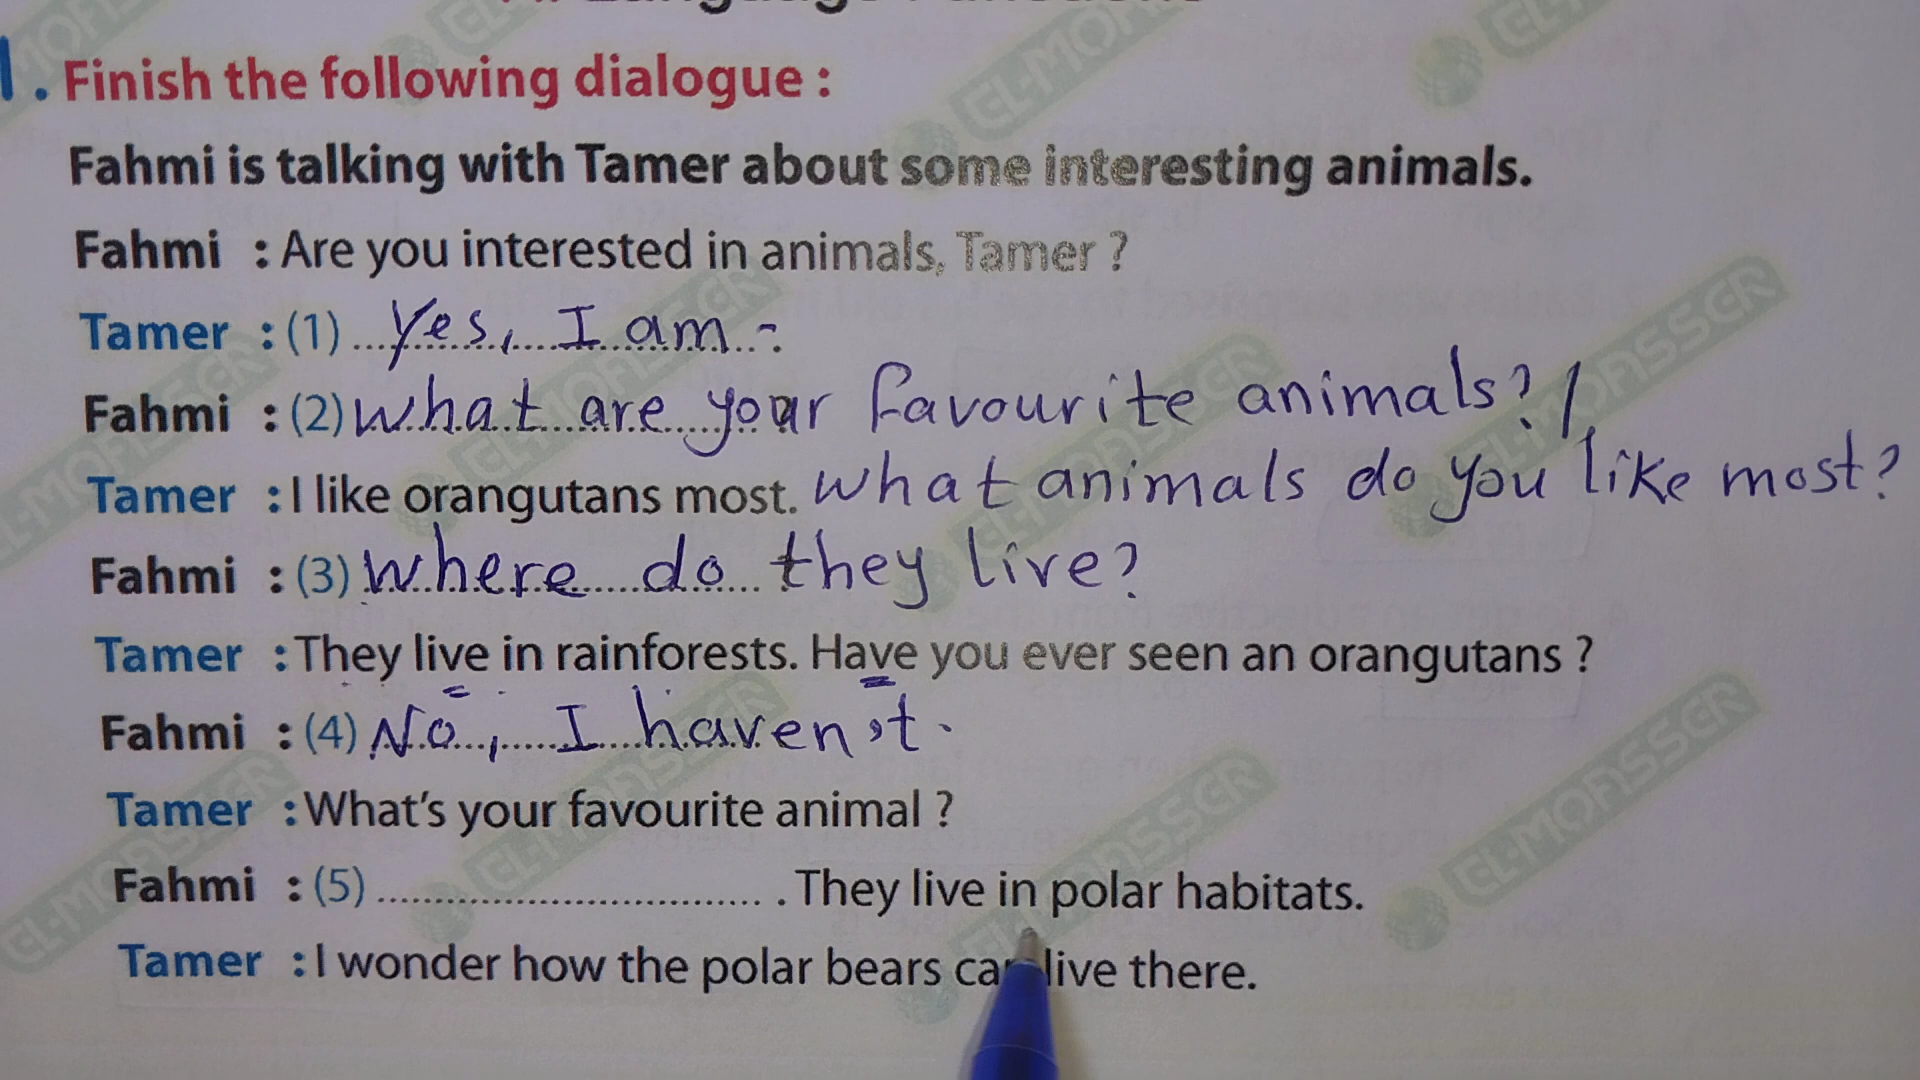 1. Finish the following dialogue :
Fahmi is talking with Tamer about some interesting animals.
Fahmi : Are you interested in animals, Tamer ?
Tamer : (1) Yes, I am.
Fahmi : (2) What are your favourite animals? /
What animals do you like most?
Tamer : I like orangutans most.
Fahmi : (3) Where do they live?
Tamer : They live in rainforests. Have you ever seen an orangutans ?
Fahmi : (4) No, I haven't.
Tamer : What's your favourite animal ?
Fahmi : (5) .................................. . They live in polar habitats.
Tamer : I wonder how the polar bears can live there.
EL-MOFASSER